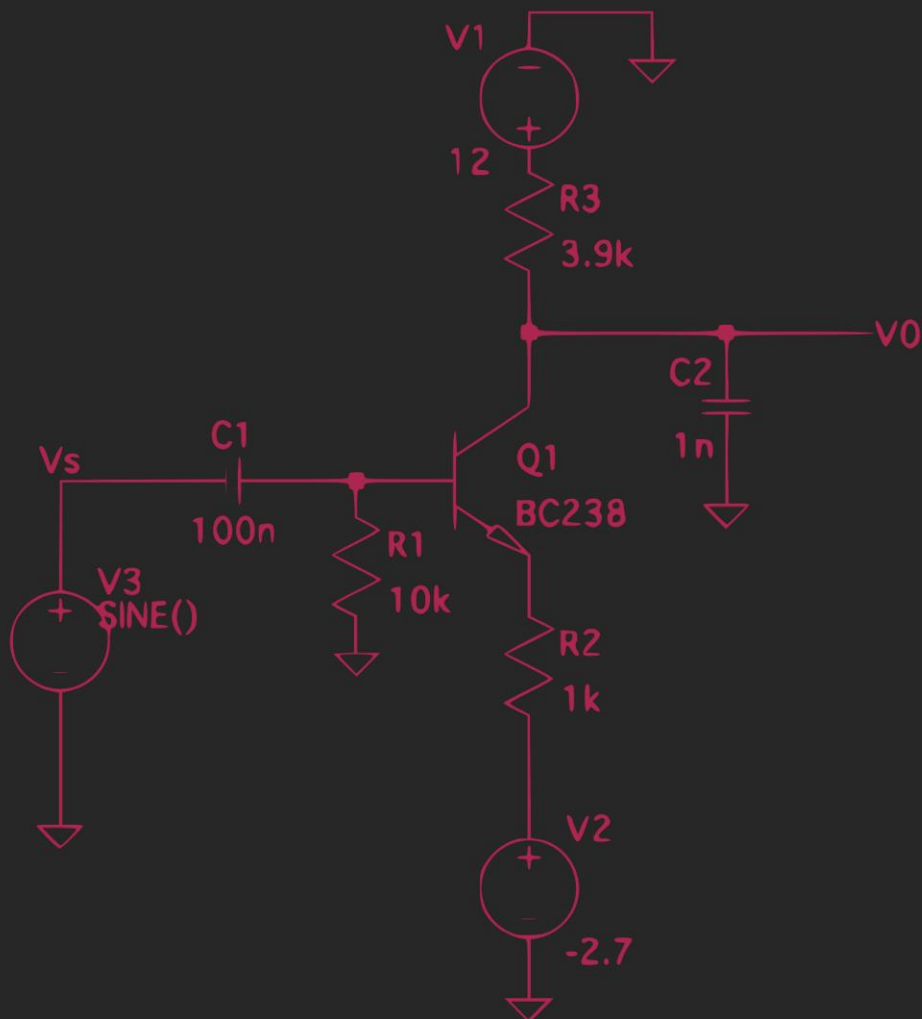 V1
12
R3
3.9k
V0
C2
1n
C1
Vs
Q1
100n
BC238
R1
10k
V3
SINE()
R2
1k
V2
-2.7